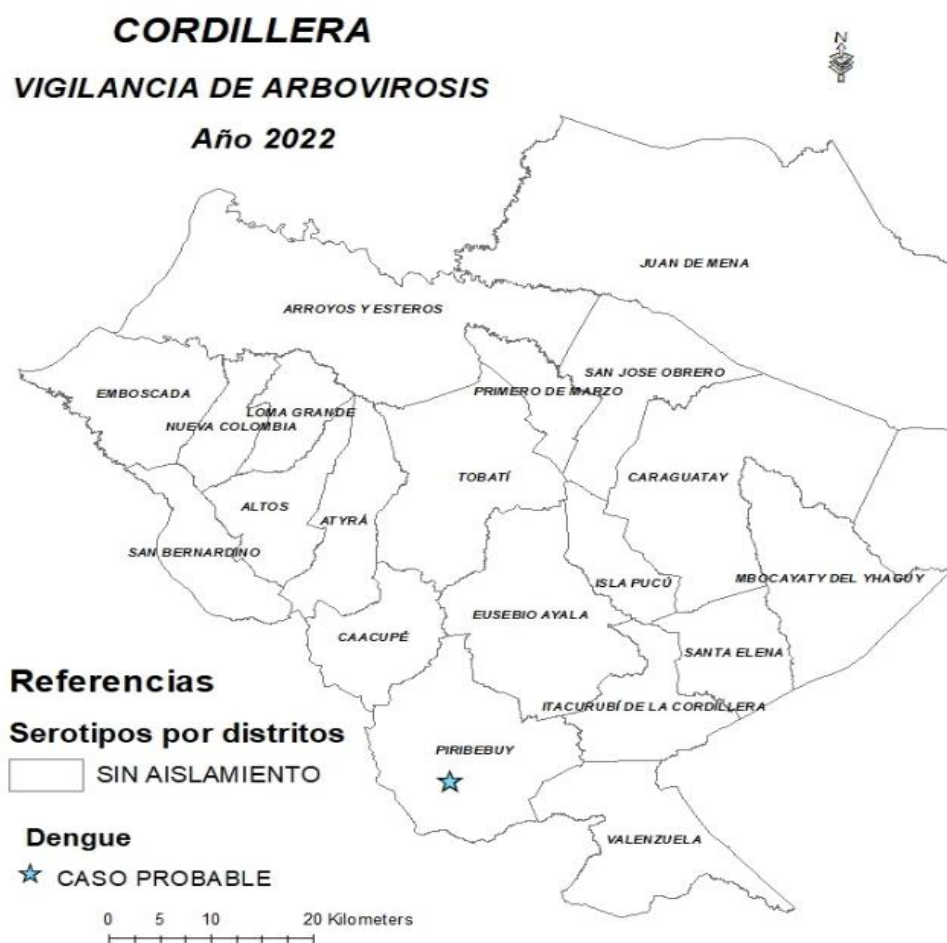 CORDILLERA
VIGILANCIA DE ARBOVIROSIS
Año 2022
N
JUAN DE MENA
ARROYOS Y ESTEROS
SAN JOSE OBRERO
PRIMERO DE MARZO
EMBOSCADA
LOMA GRANDE
NUEVA COLOMBIA
TOBATÍ
CARAGUATAY
ALTOS
ATYRÁ
SAN BERNARDINO
ISLA PUCÚ
MBOCAYATY DEL YHAGUY
EUSEBIO AYALA
CAACUPÉ
SANTA ELENA
ITACURUBÍ DE LA CORDILLERA
PIRIBEBUY
VALENZUELA
Referencias
Serotipos por distritos
SIN AISLAMIENTO
Dengue
CASO PROBABLE
0 5 10 20 Kilometers